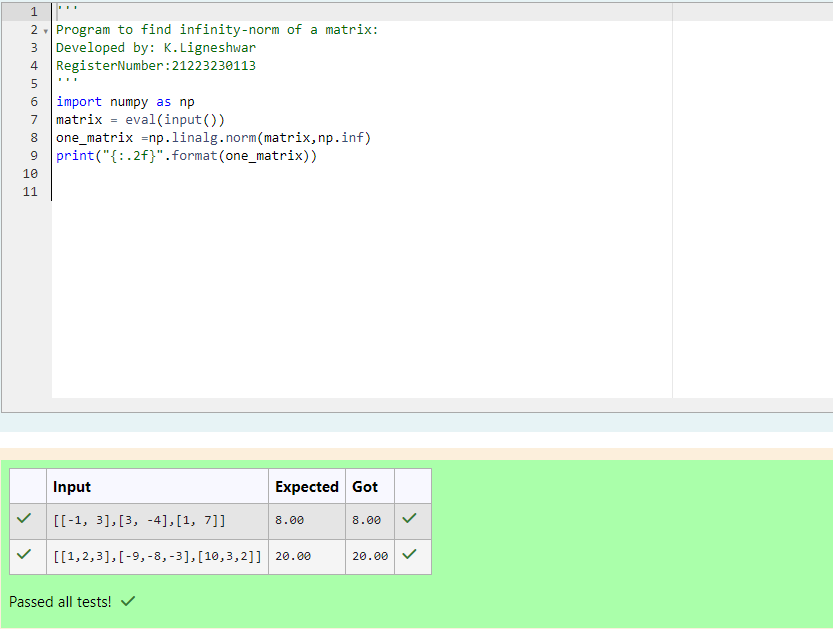 1 '''
2 Program to find infinity-norm of a matrix:
3 Developed by: K.Ligneshwar
4 RegisterNumber:21223230113
5 '''
6 import numpy as np
7 matrix = eval(input())
8 one_matrix =np.linalg.norm(matrix,np.inf)
9 print("{:.2f}".format(one_matrix))
10
11
Input Expected Got
[[-1, 3],[3, -4],[1, 7]] 8.00 8.00
[[1,2,3],[-9,-8,-3],[10,3,2]] 20.00 20.00
Passed all tests!